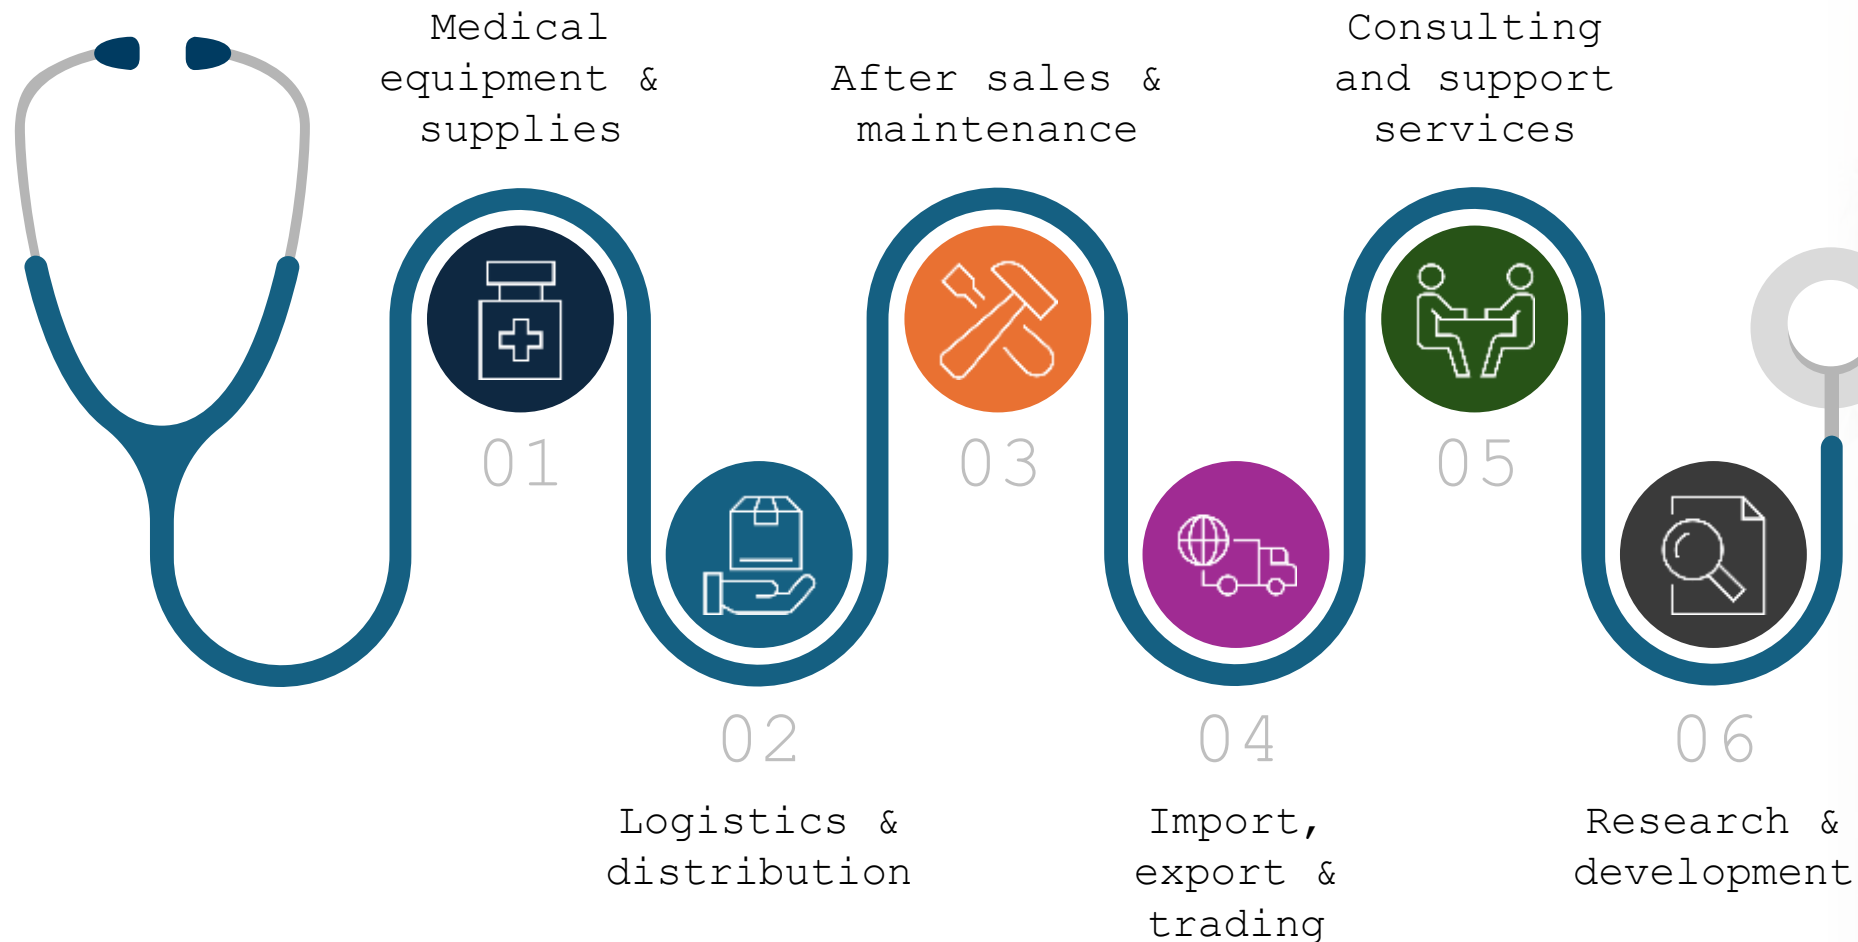 Medical
equipment &
supplies
01
02
Logistics &
distribution
After sales &
maintenance
03
04
Import,
export &
trading
Consulting
and support
services
05
06
Research &
development